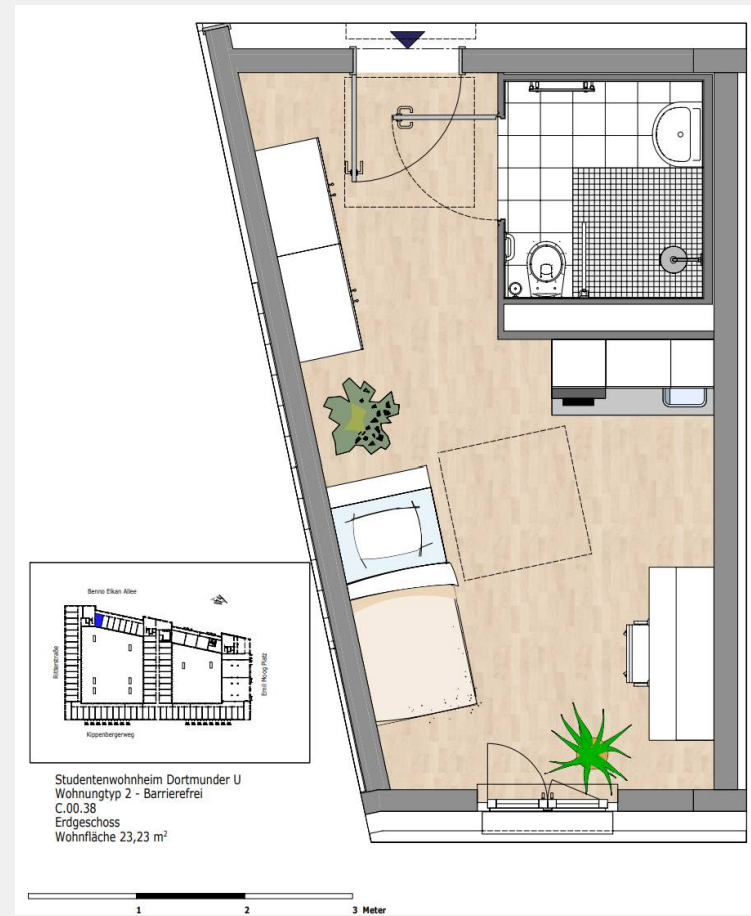 Benno Elkan Allee
Ritterstraße
Emil Moog Platz
Kippenbergerweg
Studentenwohnheim Dortmunder U
Wohnungtyp 2 - Barrierefrei
C.00.38
Erdgeschoss
Wohnfläche 23,23 m²
1 2 3 Meter